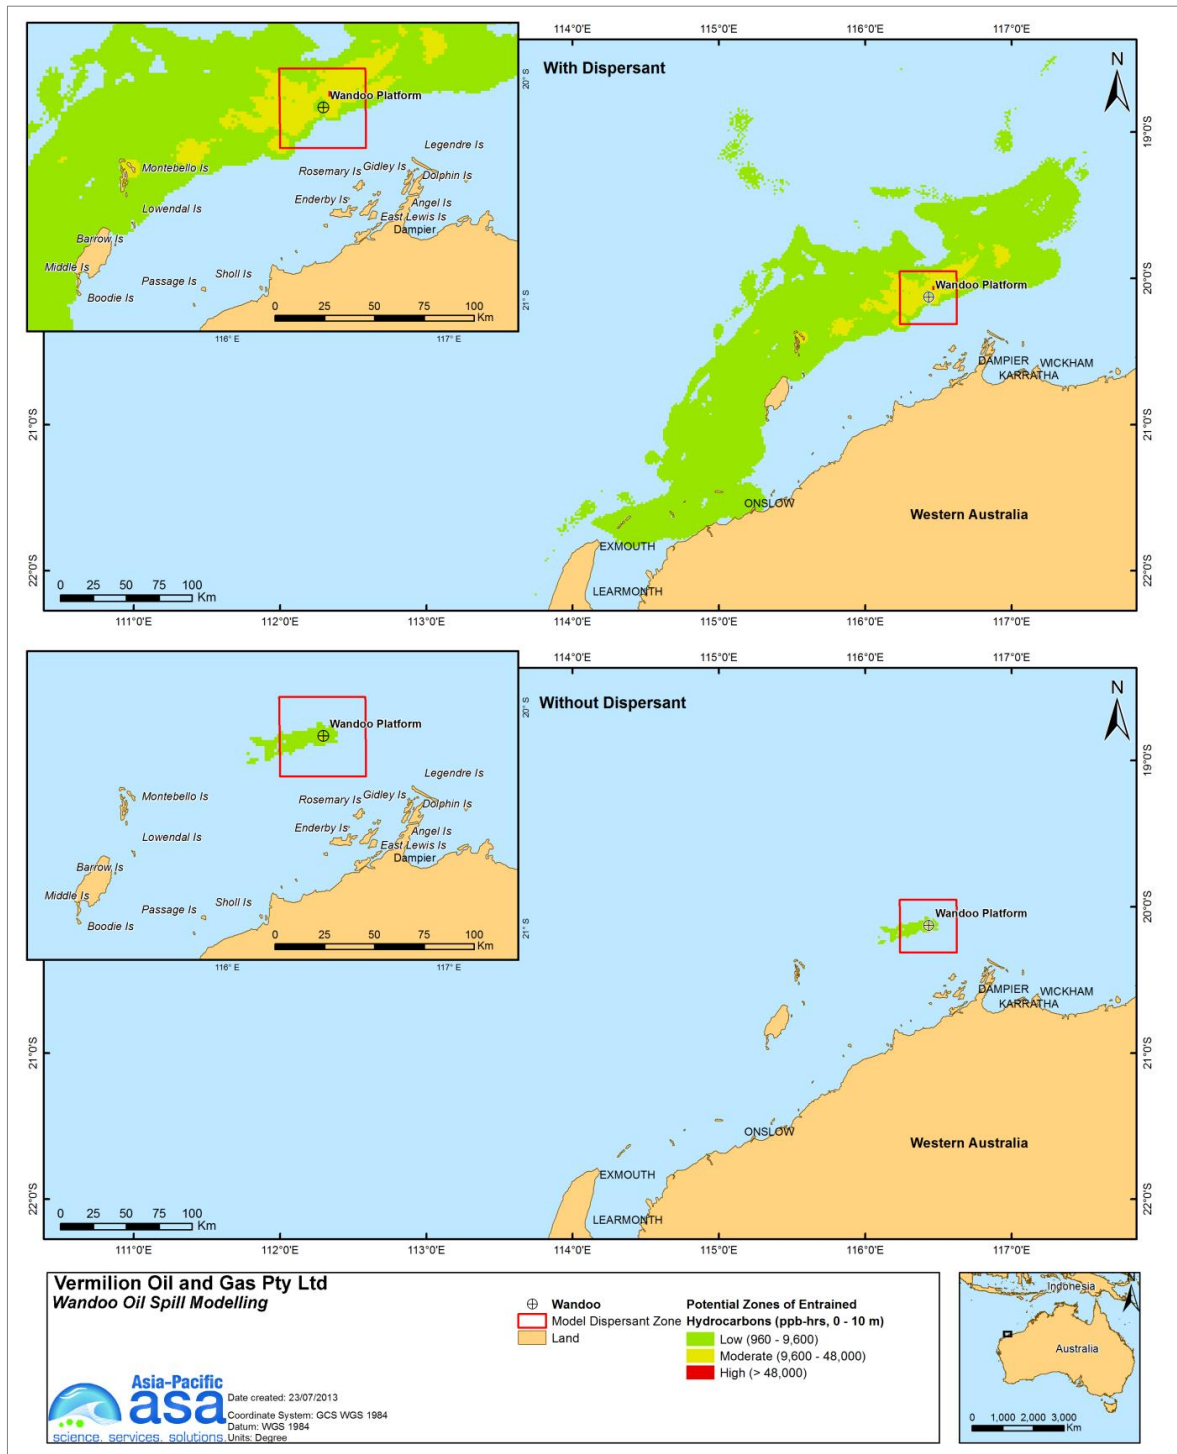 114°0'E 115°0'E 116°0'E 117°0'E
With Dispersant
N
20° S
Wandoo Platform
Legendre Is
Rosemary Is
Gidley Is
Dolphin Is
Montebello Is
Enderby Is
Angel Is
Lowendal Is
East Lewis Is
Dampier
Barrow Is
Middle Is
Passage Is
Sholl Is
Boodie Is
0 25 50 75 100
Km
21° S
116° E 117° E
19°0'S
20°0'S
Wandoo Platform
DAMPIER
WICKHAM
KARRATHA
21°0'S 21°0'S
ONSLOW
Western Australia
EXMOUTH
22°0'S 22°0'S
LEARMONTH
0 25 50 75 100
Km
111°0'E 112°0'E 113°0'E 114°0'E 115°0'E 116°0'E 117°0'E
114°0'E 115°0'E 116°0'E 117°0'E
Without Dispersant
N
20° S
Wandoo Platform
Legendre Is
Rosemary Is
Gidley Is
Dolphin Is
Montebello Is
Enderby Is
Angel Is
Lowendal Is
East Lewis Is
Dampier
Barrow Is
Middle Is
Passage Is
Sholl Is
Boodie Is
0 25 50 75 100
Km
21° S
116° E 117° E
19°0'S
20°0'S
Wandoo Platform
DAMPIER
WICKHAM
KARRATHA
21°0'S 21°0'S
ONSLOW
Western Australia
EXMOUTH
22°0'S 22°0'S
LEARMONTH
0 25 50 75 100
Km
111°0'E 112°0'E 113°0'E 114°0'E 115°0'E 116°0'E 117°0'E
Vermilion Oil and Gas Pty Ltd
Wandoo Oil Spill Modelling
Wandoo
Model Dispersant Zone
Land
Potential Zones of Entrained
Hydrocarbons (ppb-hrs, 0 - 10 m)
Low (960 - 9,600)
Moderate (9,600 - 48,000)
High (> 48,000)
Asia-Pacific
asa
science. services. solutions.
Date created: 23/07/2013
Coordinate System: GCS WGS 1984
Datum: WGS 1984
Units: Degree
N
Indonesia
Australia
0 1,000 2,000 3,000
Km